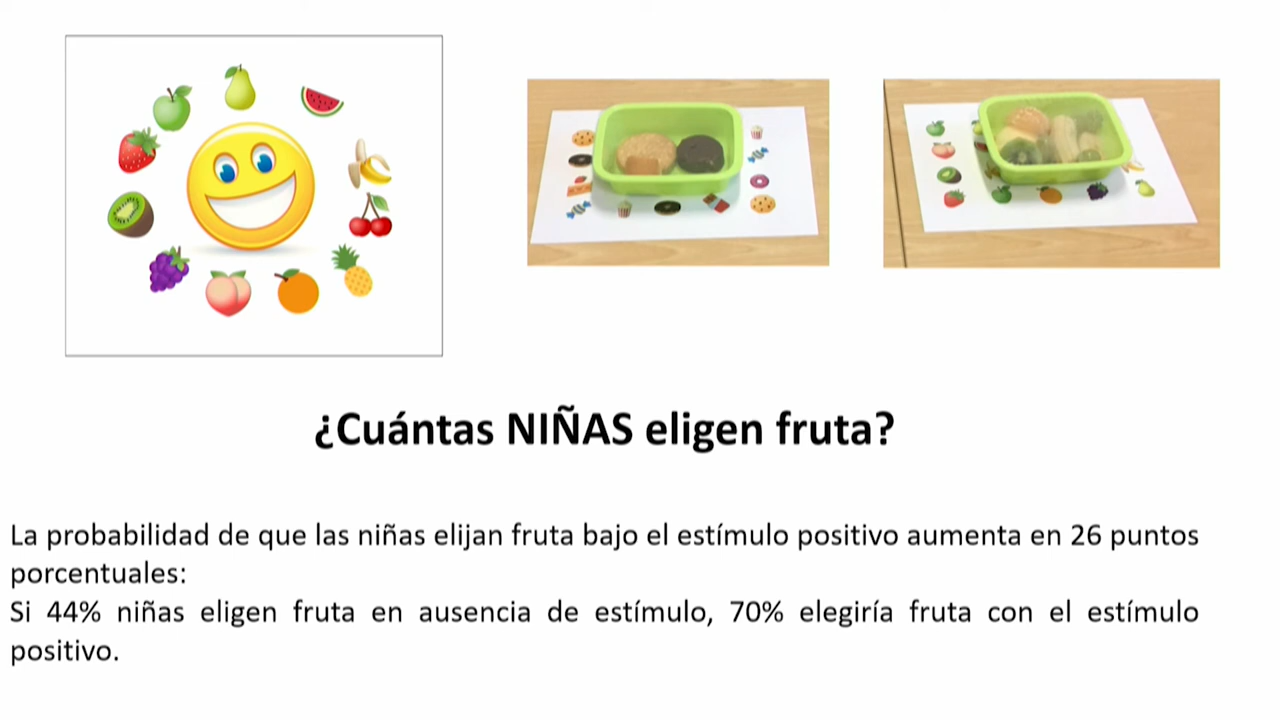 ¿Cuántas NIÑAS eligen fruta?
La probabilidad de que las niñas elijan fruta bajo el estímulo positivo aumenta en 26 puntos
porcentuales:
Si 44% niñas eligen fruta en ausencia de estímulo, 70% elegiría fruta con el estímulo
positivo.